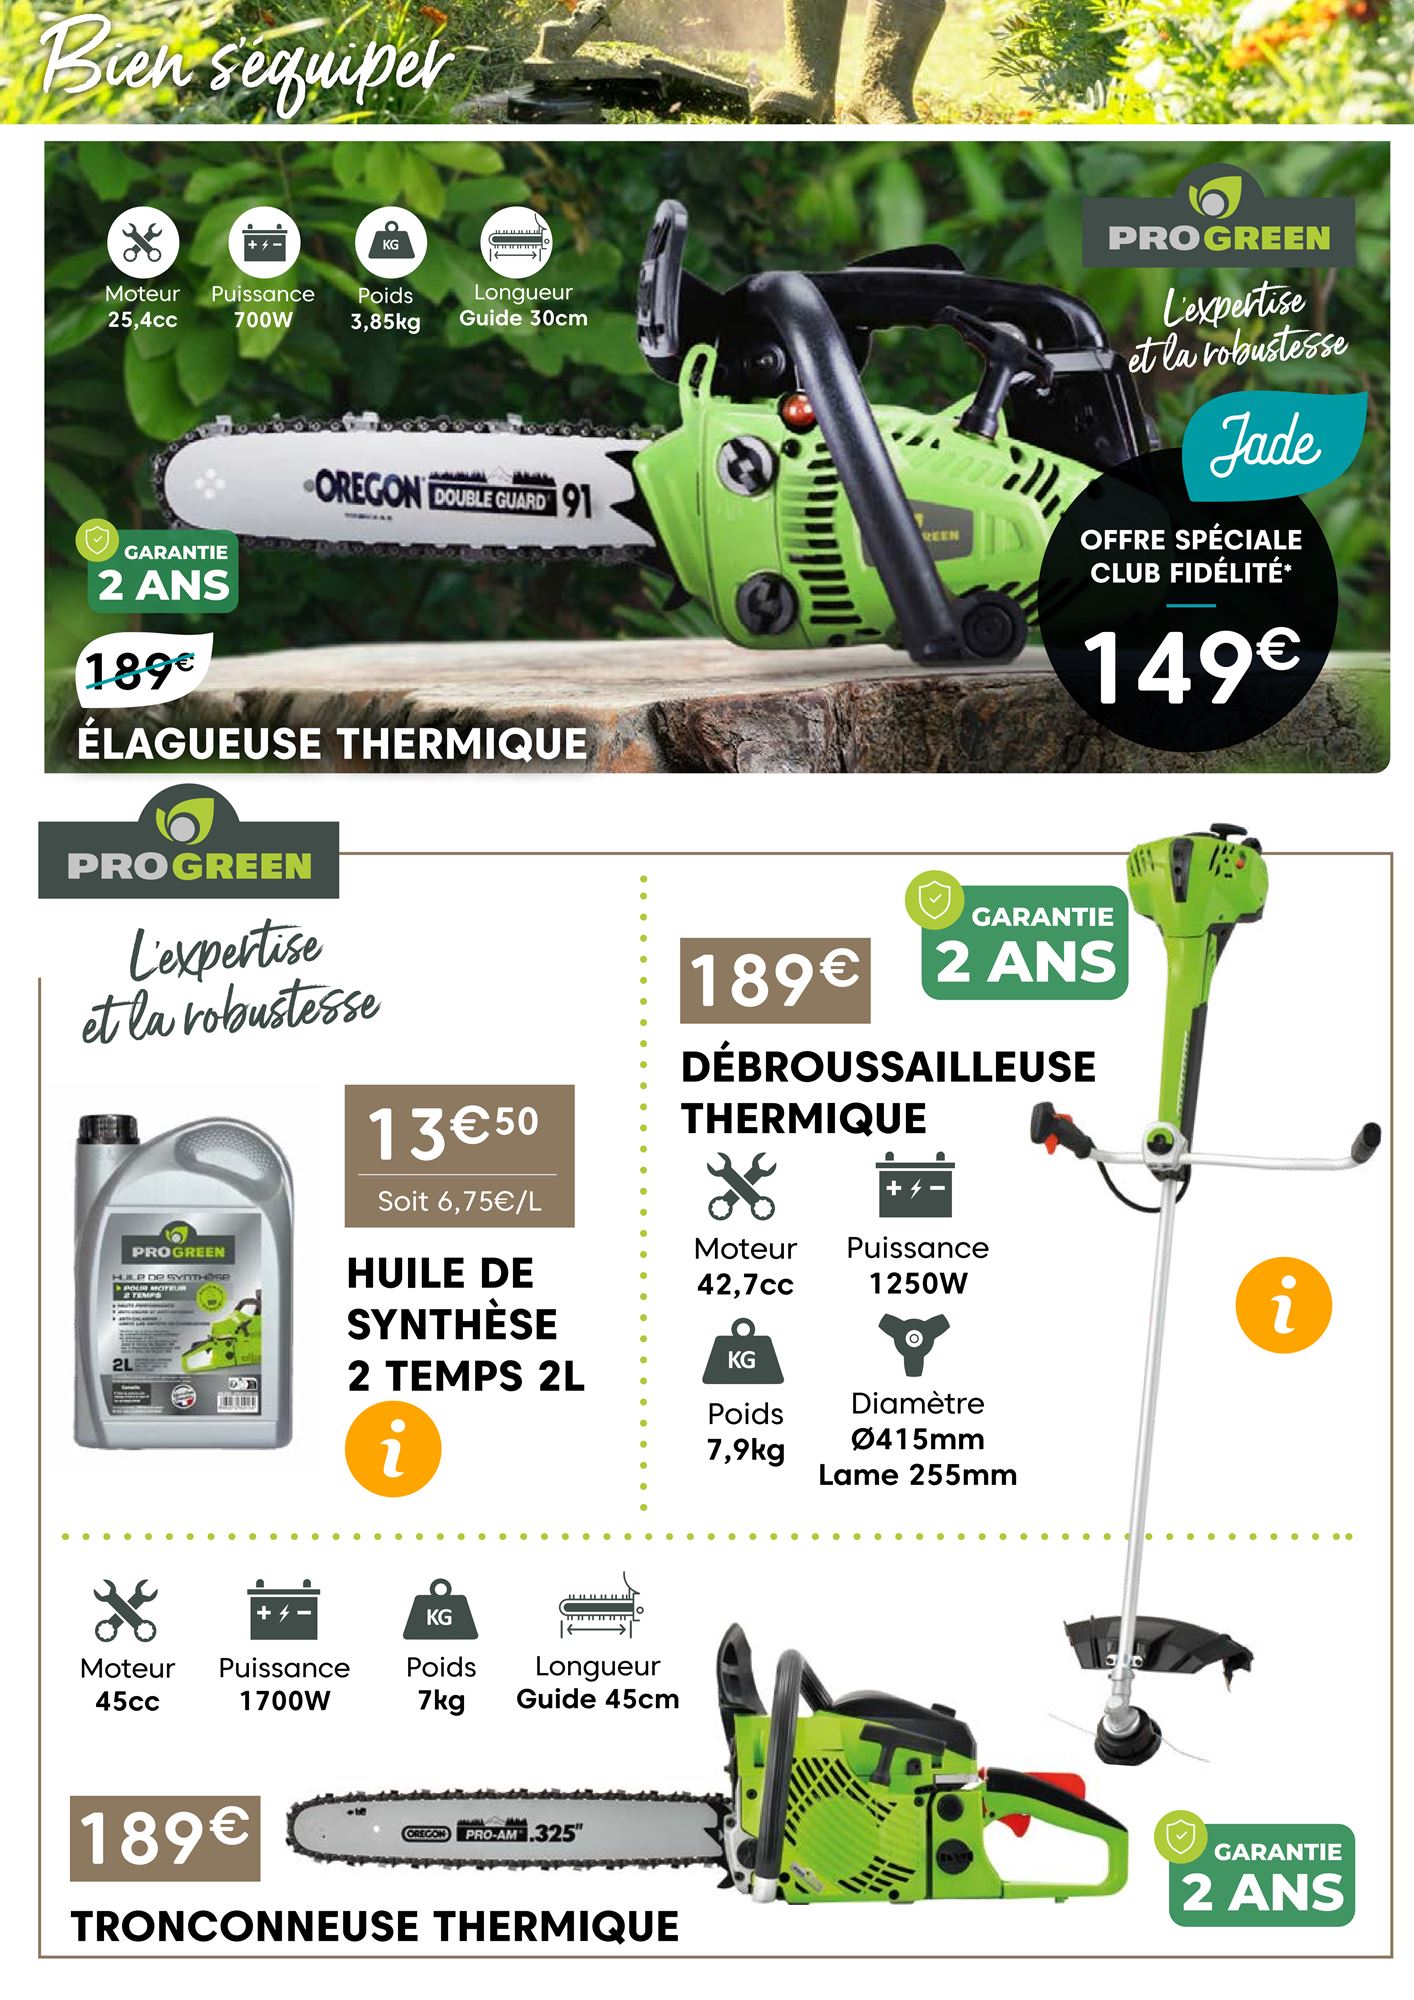 Bien s'équiper
PROGREEN
L'expertise
et la robustesse
Moteur
25,4cc
Puissance
700W
KG
Poids
3,85kg
Longueur
Guide 30cm
OREGON DOUBLE GUARD 91
GARANTIE
2 ANS
189€
ÉLAGUEUSE THERMIQUE
Jade
OFFRE SPÉCIALE
CLUB FIDÉLITÉ*
149€
PROGREEN
L'expertise
et la robustesse
13€50
Soit 6,75€/L
HUILE DE
SYNTHÈSE
2 TEMPS 2L
i
PROGREEN
HUILE DE SYNTHÈSE
POUR MOTEUR
2 TEMPS
2L
GARANTIE
2 ANS
189€
DÉBROUSSAILLEUSE
THERMIQUE
Moteur
42,7cc
Puissance
1250W
KG
Poids
7,9kg
Diamètre
Ø415mm
Lame 255mm
i
Moteur
45cc
Puissance
1700W
KG
Poids
7kg
Longueur
Guide 45cm
OREGON PRO-AM .325"
189€
TRONCONNEUSE THERMIQUE
GARANTIE
2 ANS